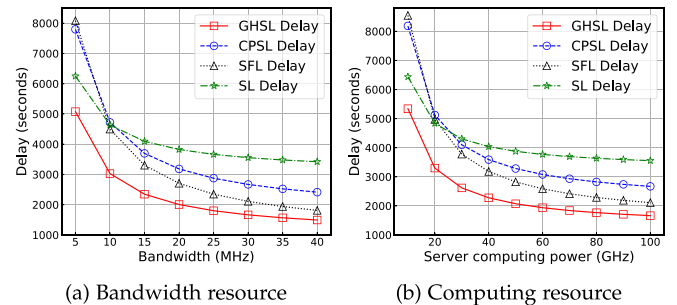 GHSL Delay
CPSL Delay
SFL Delay
SL Delay
8000
7000
6000
5000
4000
3000
2000
1000
Delay (seconds)
5 10 15 20 25 30 35 40
Bandwidth (MHz)
(a) Bandwidth resource
GHSL Delay
CPSL Delay
SFL Delay
SL Delay
9000
8000
7000
6000
5000
4000
3000
2000
1000
Delay (seconds)
20 40 60 80 100
Server computing power (GHz)
(b) Computing resource